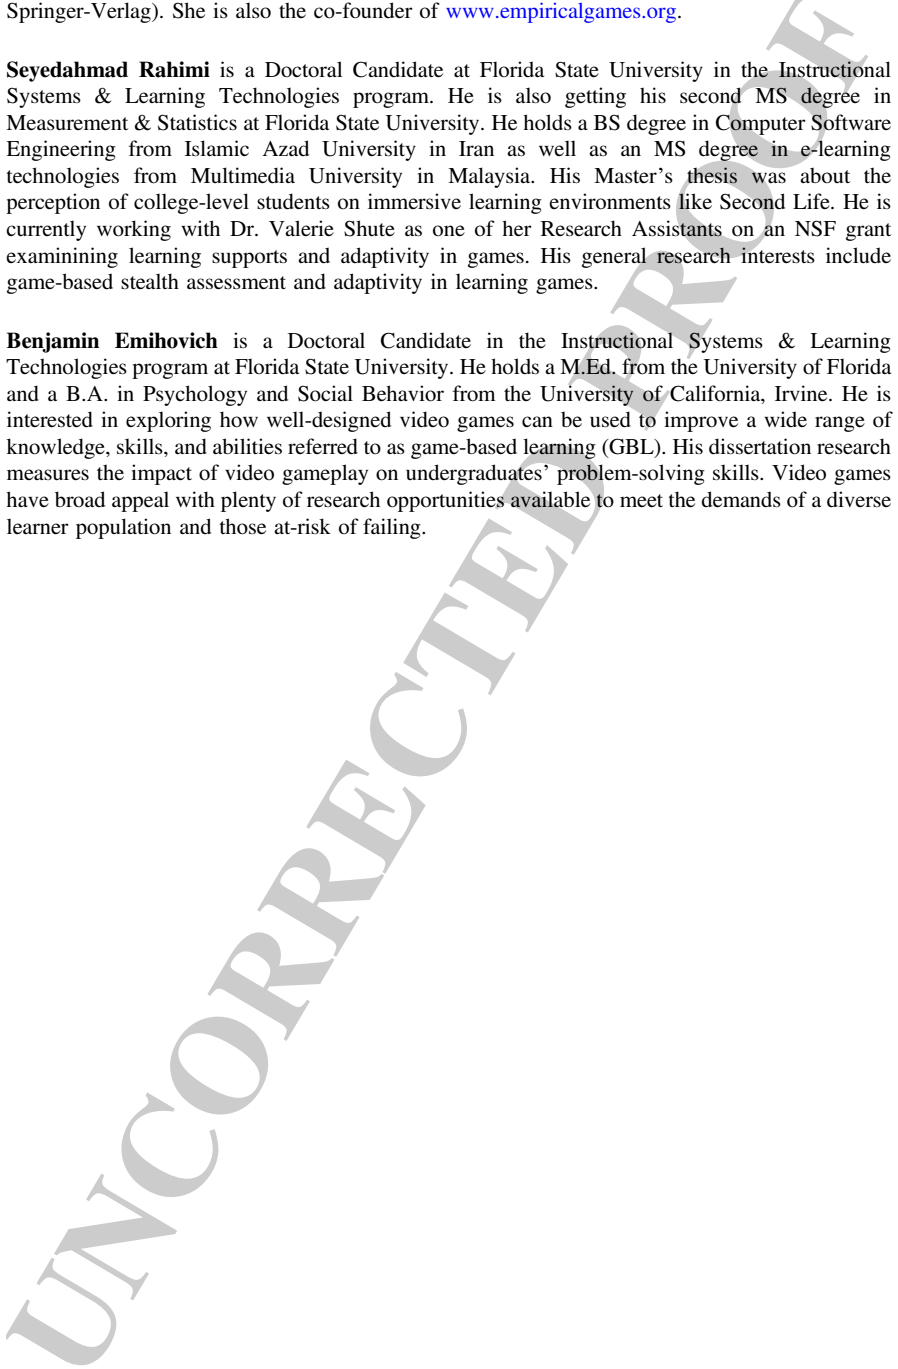 Springer-Verlag). She is also the co-founder of www.empiricalgames.org.
Seyedahmad Rahimi is a Doctoral Candidate at Florida State University in the Instructional
Systems & Learning Technologies program. He is also getting his second MS degree in
Measurement & Statistics at Florida State University. He holds a BS degree in Computer Software
Engineering from Islamic Azad University in Iran as well as an MS degree in e-learning
technologies from Multimedia University in Malaysia. His Master’s thesis was about the
perception of college-level students on immersive learning environments like Second Life. He is
currently working with Dr. Valerie Shute as one of her Research Assistants on an NSF grant
examinining learning supports and adaptivity in games. His general research interests include
game-based stealth assessment and adaptivity in learning games.
Benjamin Emihovich is a Doctoral Candidate in the Instructional Systems & Learning
Technologies program at Florida State University. He holds a M.Ed. from the University of Florida
and a B.A. in Psychology and Social Behavior from the University of California, Irvine. He is
interested in exploring how well-designed video games can be used to improve a wide range of
knowledge, skills, and abilities referred to as game-based learning (GBL). His dissertation research
measures the impact of video gameplay on undergraduates’ problem-solving skills. Video games
have broad appeal with plenty of research opportunities available to meet the demands of a diverse
learner population and those at-risk of failing.
UNCORRECTED PROOF